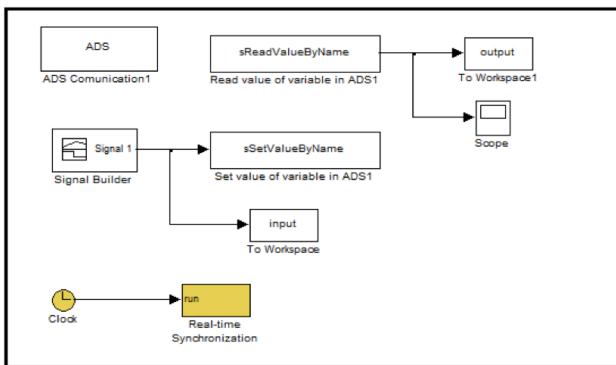 ADS
ADS Comunication1
sReadValueByName
Read value of variable in ADS1
output
To Workspace1
Scope
Signal 1
Signal Builder
sSetValueByName
Set value of variable in ADS1
input
To Workspace
Clock
run
Real-time
Synchronization